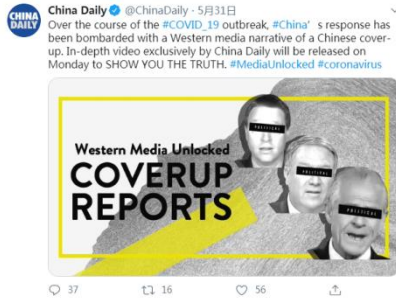 CHINA DAILY
China Daily @ChinaDaily · 5月31日
Over the course of the #COVID_19 outbreak, #China's response has
been bombarded with a Western media narrative of a Chinese cover-
up. In-depth video exclusively by China Daily will be released on
Monday to SHOW YOU THE TRUTH. #MediaUnlocked #coronavirus
POLITICAL
POLITICAL
POLITICAL
Western Media Unlocked
COVERUP
REPORTS
37 16 56